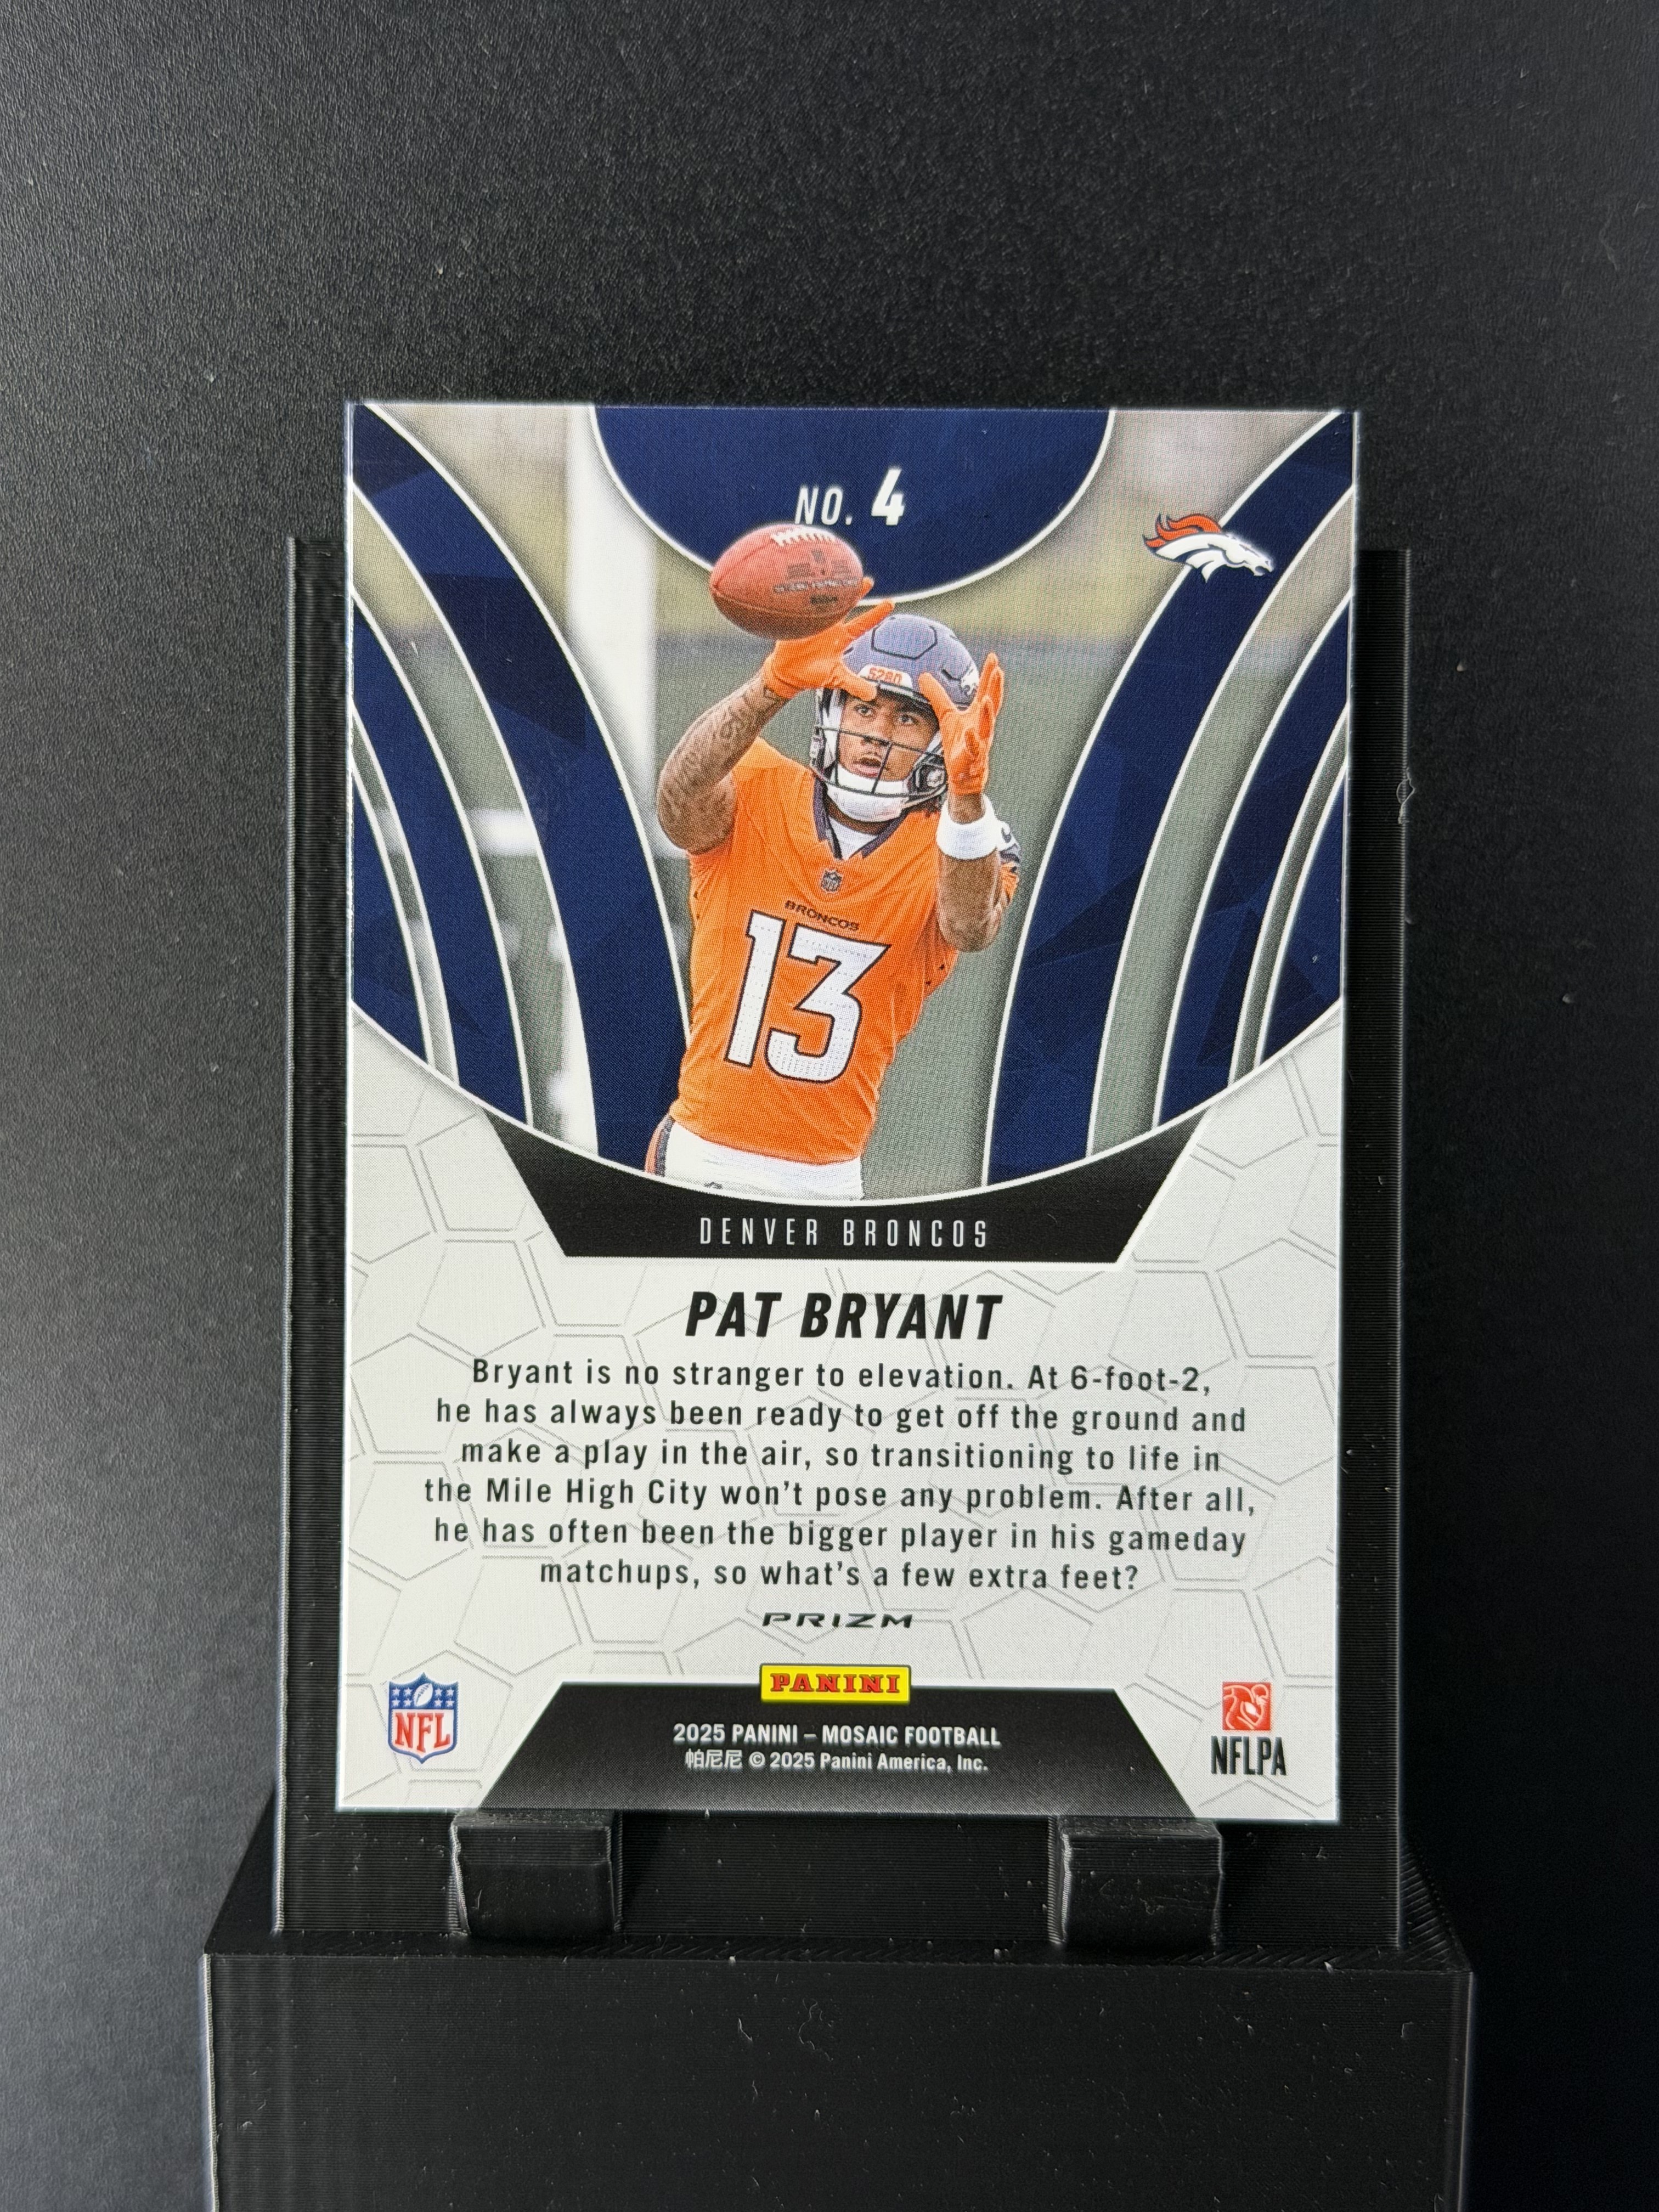 NO. 4
5280
BRONCOS
13
DENVER BRONCOS
PAT BRYANT
Bryant is no stranger to elevation. At 6-foot-2,
he has always been ready to get off the ground and
make a play in the air, so transitioning to life in
the Mile High City won't pose any problem. After all,
he has often been the bigger player in his gameday
matchups, so what's a few extra feet?
PRIZM
PANINI
NFL
2025 PANINI – MOSAIC FOOTBALL
帕尼尼 © 2025 Panini America, Inc.
NFLPA